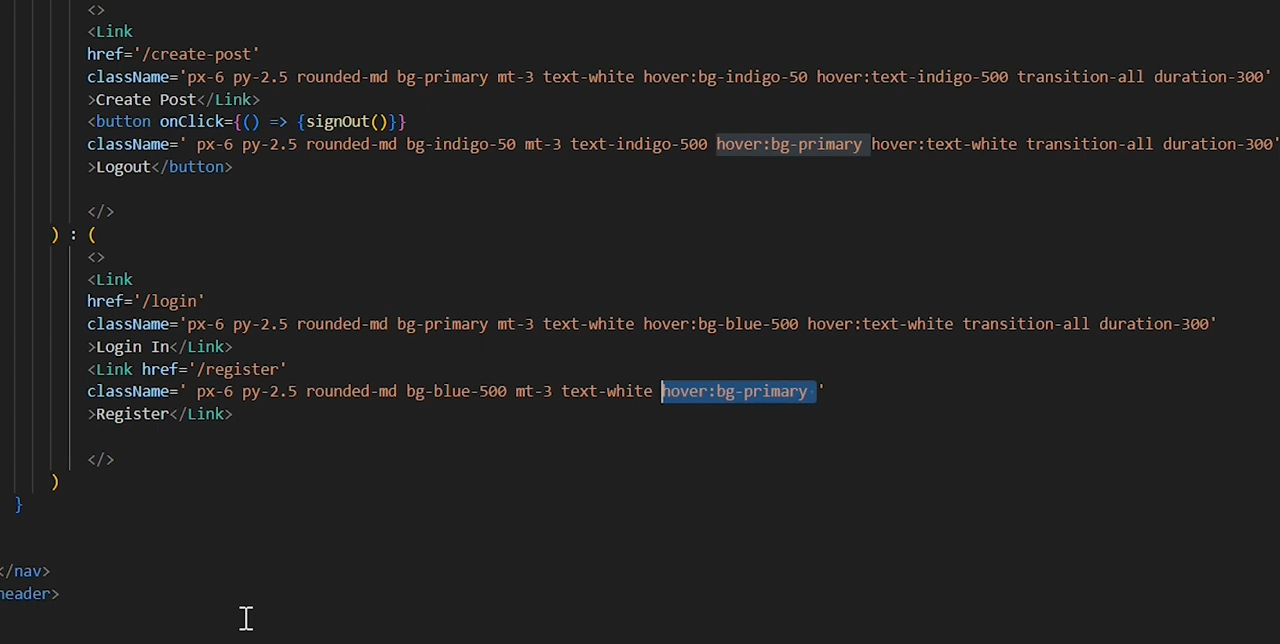 <>
<Link
href='/create-post'
className='px-6 py-2.5 rounded-md bg-primary mt-3 text-white hover:bg-indigo-50 hover:text-indigo-500 transition-all duration-300'
>Create Post</Link>
<button onClick={() => {signOut()}}
className=' px-6 py-2.5 rounded-md bg-indigo-50 mt-3 text-indigo-500 hover:bg-primary hover:text-white transition-all duration-300'
>Logout</button>
</>
) : (
<>
<Link
href='/login'
className='px-6 py-2.5 rounded-md bg-primary mt-3 text-white hover:bg-blue-500 hover:text-white transition-all duration-300'
>Login In</Link>
<Link href='/register'
className=' px-6 py-2.5 rounded-md bg-blue-500 mt-3 text-white hover:bg-primary '
>Register</Link>
</>
)
}
</nav>
header>